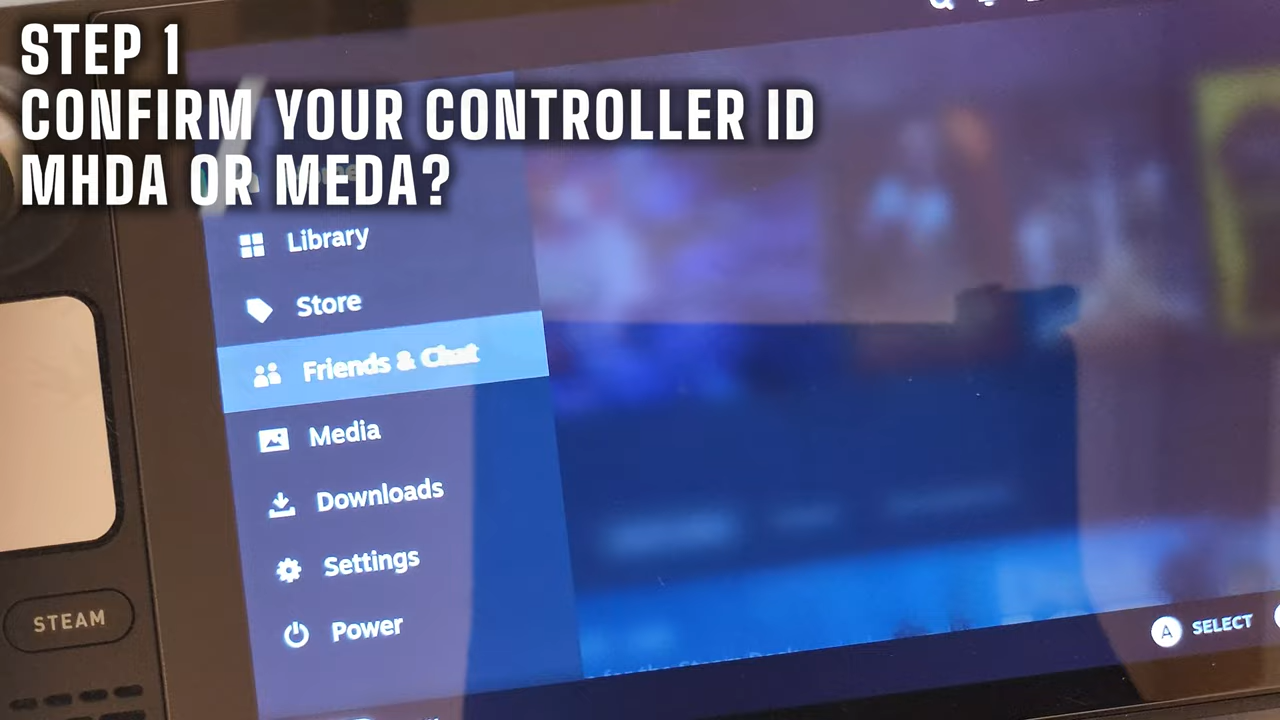 STEP 1
CONFIRM YOUR CONTROLLER ID
MHDA OR MEDA?
Library
Store
Friends & Chat
Media
Downloads
Settings
Power
STEAM
A SELECT